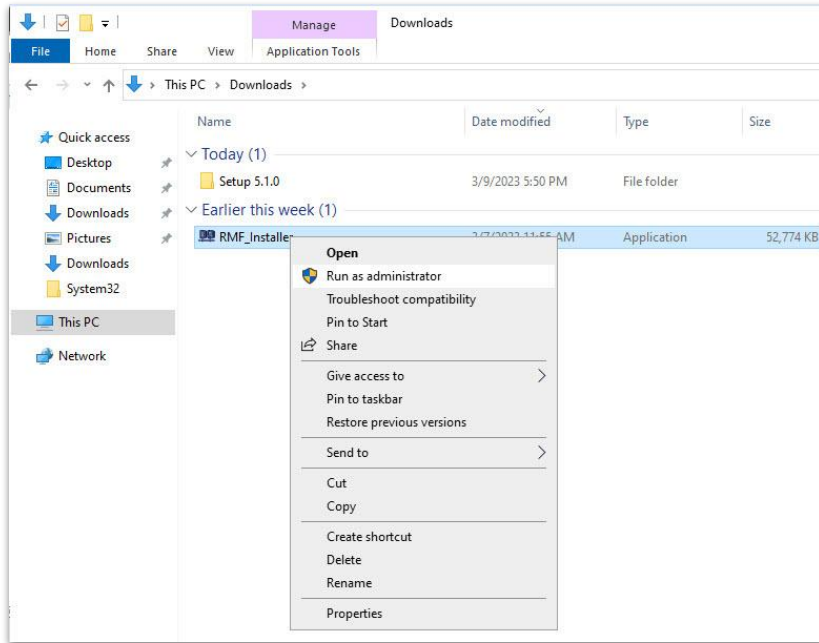 Manage
Downloads
File Home Share View Application Tools
This PC Downloads
Name Date modified Type Size
Quick access
Desktop
Documents
Downloads
Pictures
Downloads
System32
This PC
Network
Today (1)
Setup 5.1.0 3/9/2023 5:50 PM File folder
Earlier this week (1)
RMF_Installer AM Application 52,774 KB
Open
Run as administrator
Troubleshoot compatibility
Pin to Start
Share
Give access to
Pin to taskbar
Restore previous versions
Send to
Cut
Copy
Create shortcut
Delete
Rename
Properties